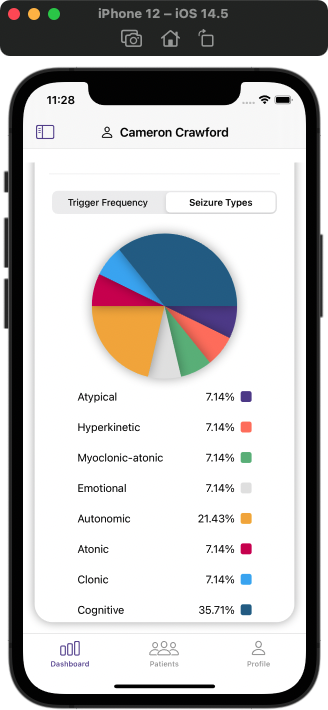 iPhone 12 – iOS 14.5
11:28
Cameron Crawford
Trigger Frequency Seizure Types
Atypical 7.14%
Hyperkinetic 7.14%
Myoclonic-atonic 7.14%
Emotional 7.14%
Autonomic 21.43%
Atonic 7.14%
Clonic 7.14%
Cognitive 35.71%
Dashboard Patients Profile